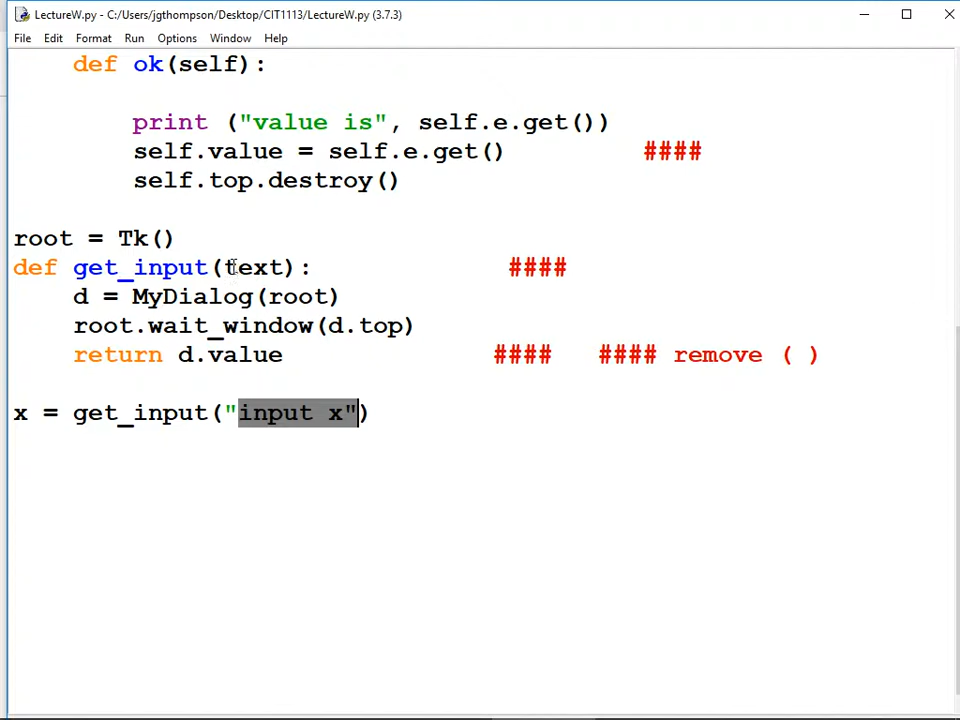 LectureW.py - C:/Users/jgthompson/Desktop/CIT1113/LectureW.py (3.7.3)
File Edit Format Run Options Window Help
def ok(self):
print ("value is", self.e.get())
self.value = self.e.get() ####
self.top.destroy()
root = Tk()
def get_input(text): ####
d = MyDialog(root)
root.wait_window(d.top)
return d.value #### #### remove ( )
x = get_input("input x")